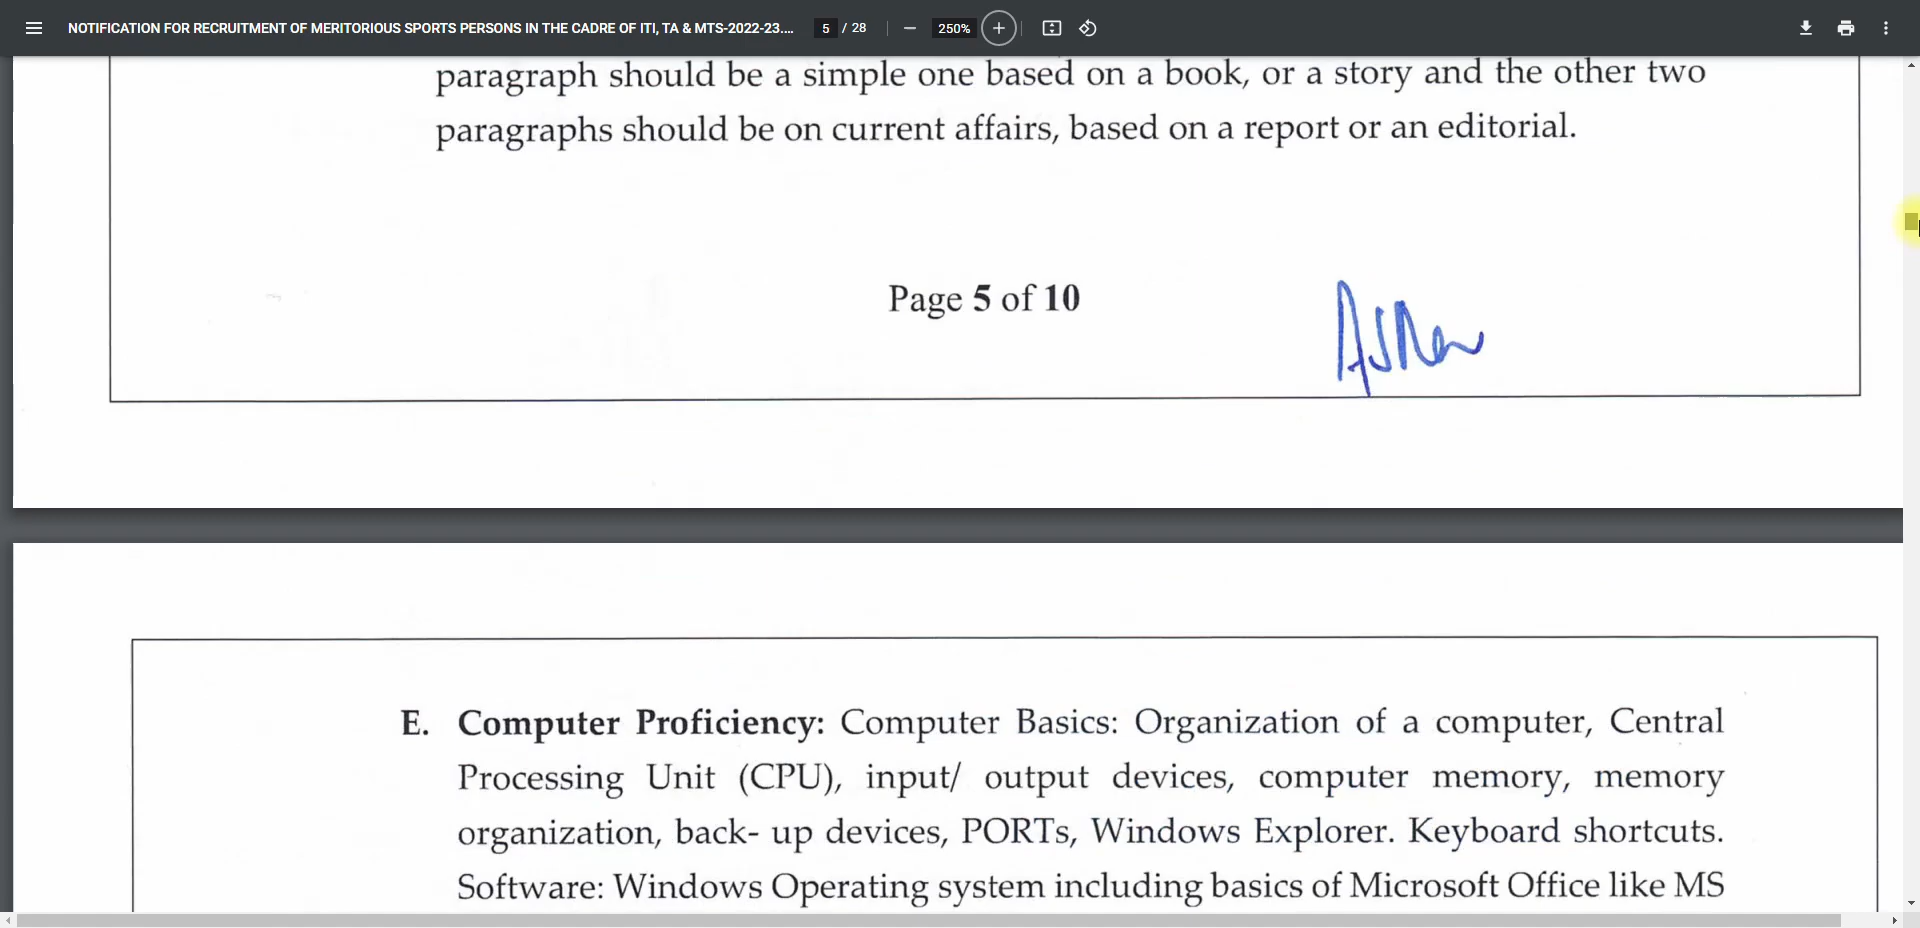 NOTIFICATION FOR RECRUITMENT OF MERITORIOUS SPORTS PERSONS IN THE CADRE OF ITI, TA & MTS-2022-23.... 5 / 28 250%
paragraph should be a simple one based on a book, or a story and the other two
paragraphs should be on current affairs, based on a report or an editorial.
Page 5 of 10
E. Computer Proficiency: Computer Basics: Organization of a computer, Central
Processing Unit (CPU), input/ output devices, computer memory, memory
organization, back- up devices, PORTs, Windows Explorer. Keyboard shortcuts.
Software: Windows Operating system including basics of Microsoft Office like MS